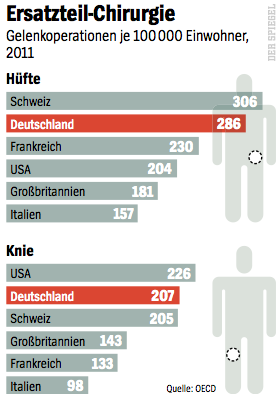 Ersatzteil-Chirurgie
Gelenkoperationen je 100 000 Einwohner,
2011
DER SPIEGEL
Hüfte
Schweiz 306
Deutschland 286
Frankreich 230
USA 204
Großbritannien 181
Italien 157
Knie
USA 226
Deutschland 207
Schweiz 205
Großbritannien 143
Frankreich 133
Italien 98
Quelle: OECD